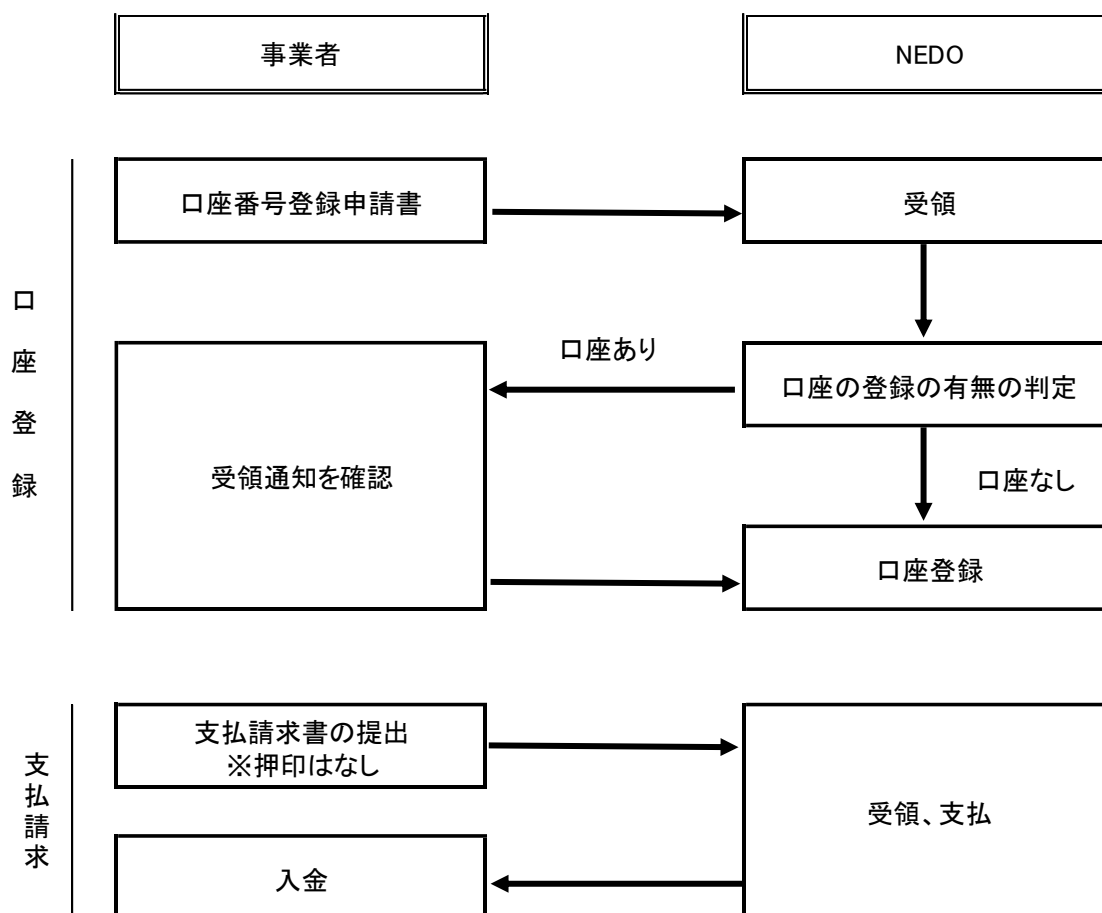 事業者
NEDO
口座登録
口座番号登録申請書
受領
口座あり
口座の登録の有無の判定
受領通知を確認
口座なし
口座登録
支払請求
支払請求書の提出
※押印はなし
受領、支払
入金